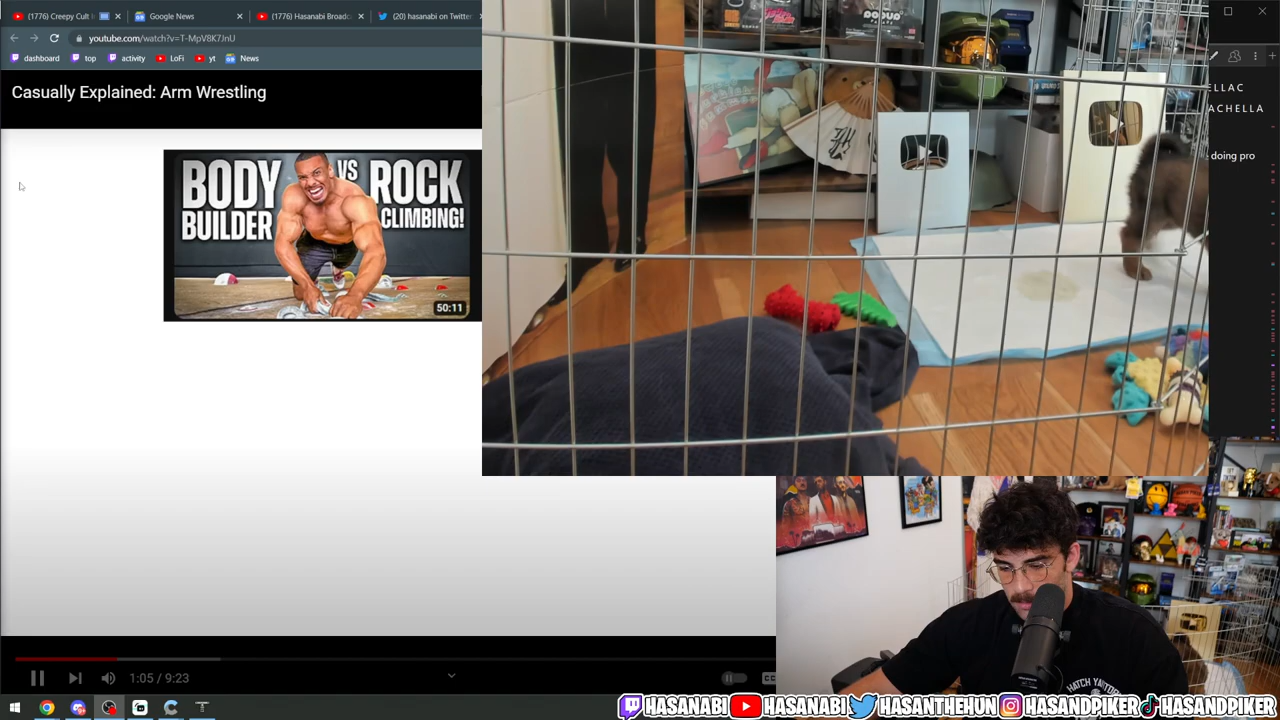 (1776) Creepy Cult
Google News
(1776) Hasanabi Broadc
(20) hasanabi on Twitter
youtube.com/watch?v=T-MpV8K7JnU
dashboard
top
activity
LoFi
yt
News
Casually Explained: Arm Wrestling
BODY VS ROCK
BUILDER CLIMBING!
50:11
ELLAC
ACHELLA
doing pro
1:05 / 9:23
HASANABI
HASANABI
HASANTHEHUN
HASANDPIKER
HASANDPIKER